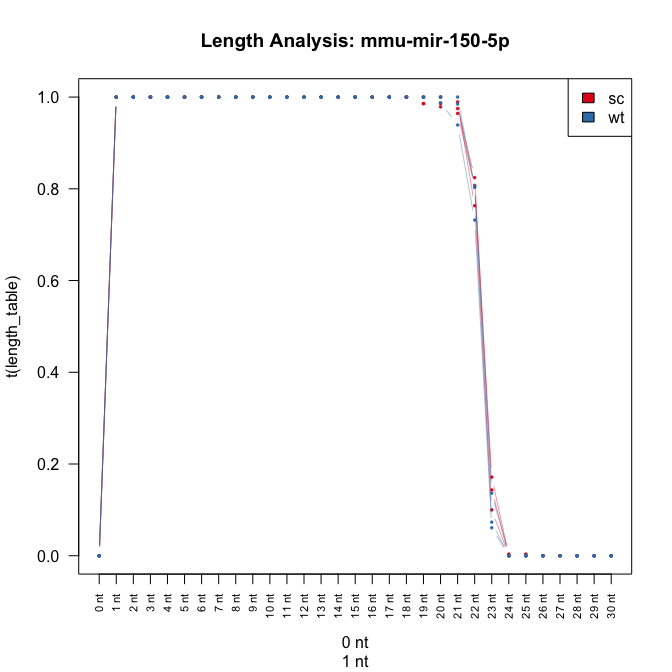 Length Analysis: mmu-mir-150-5p
sc
wt
t(length_table)
1.0
0.8
0.6
0.4
0.2
0.0
0 nt
1 nt
2 nt
3 nt
4 nt
5 nt
6 nt
7 nt
8 nt
9 nt
10 nt
11 nt
12 nt
13 nt
14 nt
15 nt
16 nt
17 nt
18 nt
19 nt
20 nt
21 nt
22 nt
23 nt
24 nt
25 nt
26 nt
27 nt
28 nt
29 nt
30 nt
0 nt
1 nt